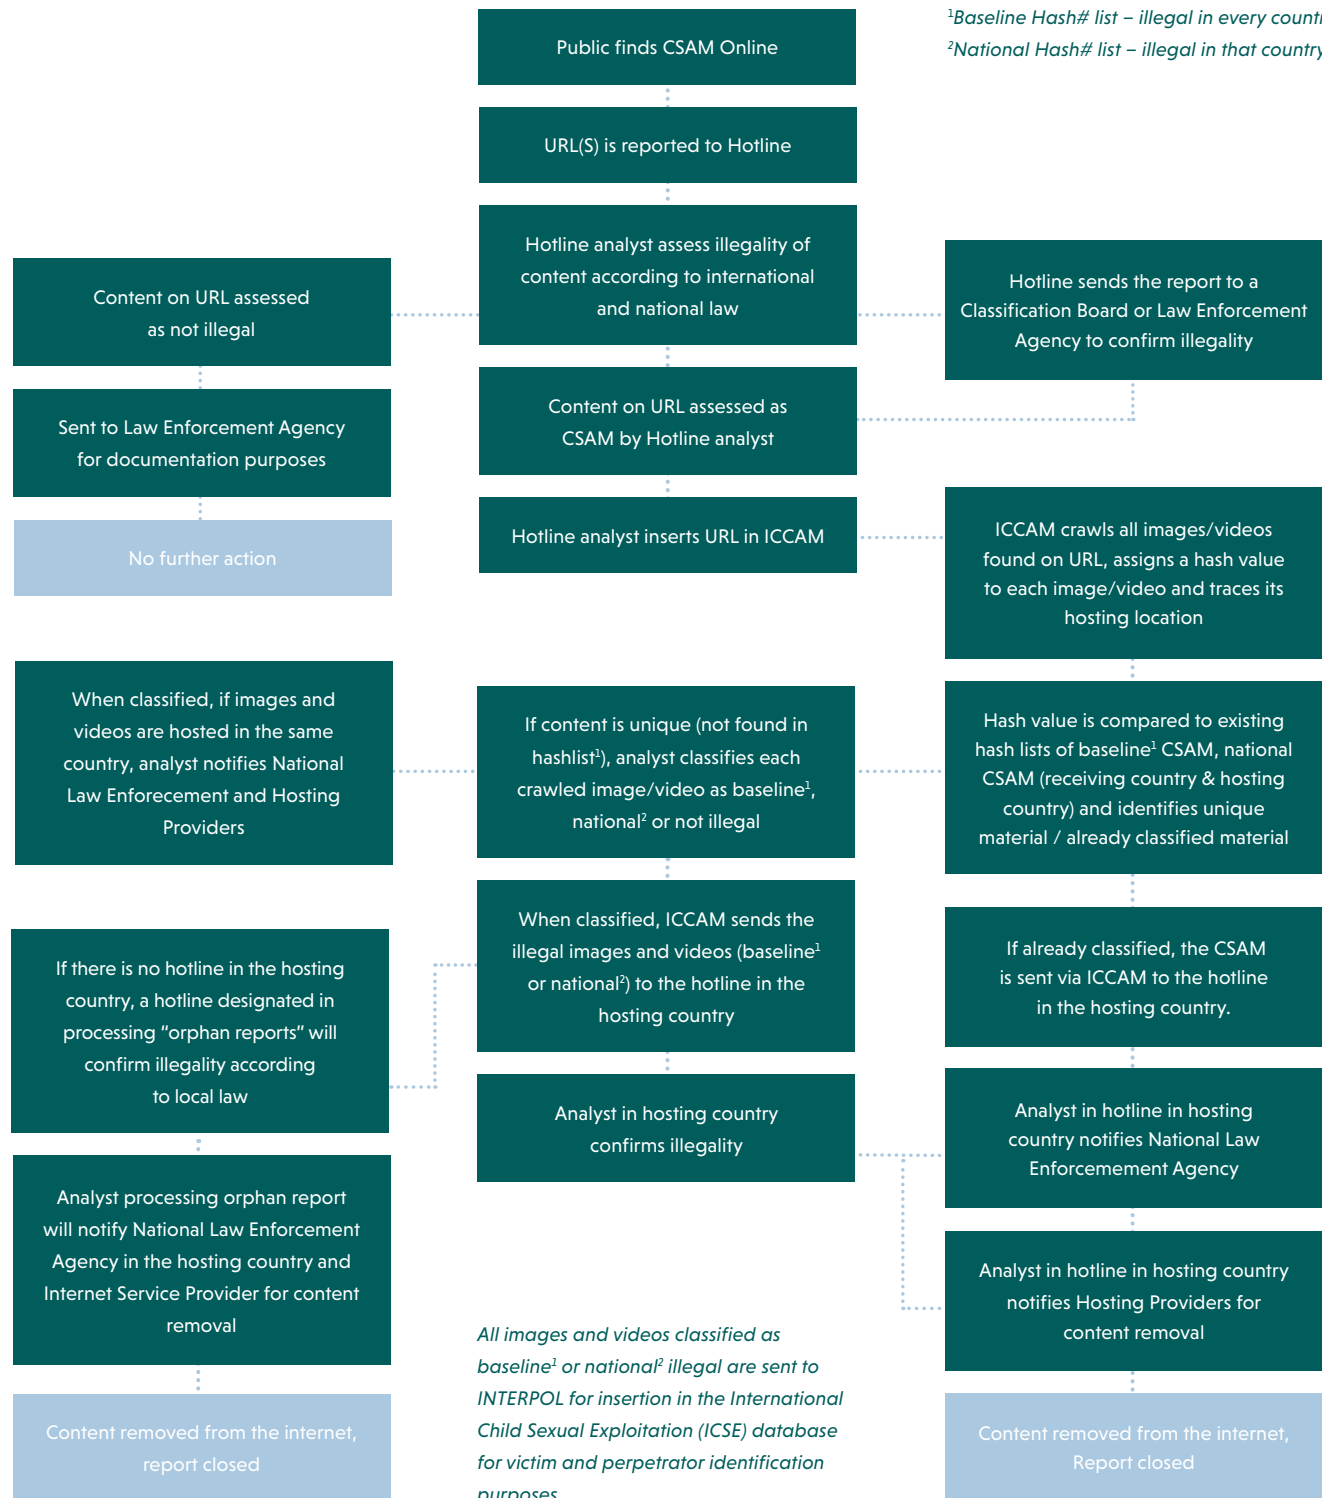 Public finds CSAM Online
¹Baseline Hash# list – illegal in every
²National Hash# list – illegal in that country
URL(S) is reported to Hotline
Hotline analyst assess illegality of
content according to international
and national law
Content on URL assessed
as not illegal
Hotline sends the report to a
Classification Board or Law Enforcement
Agency to confirm illegality
Sent to Law Enforcement Agency
for documentation purposes
Content on URL assessed as
CSAM by Hotline analyst
No further action
Hotline analyst inserts URL in ICCAM
ICCAM crawls all images/videos
found on URL, assigns a hash value
to each image/video and traces its
hosting location
When classified, if images and
videos are hosted in the same
country, analyst notifies National
Law Enforecement and Hosting
Providers
If content is unique (not found in
hashlist¹), analyst classifies each
crawled image/video as baseline¹,
national² or not illegal
Hash value is compared to existing
hash lists of baseline¹ CSAM, national
CSAM (receiving country & hosting
country) and identifies unique
material / already classified material
When classified, ICCAM sends the
illegal images and videos (baseline¹
or national²) to the hotline in the
hosting country
If already classified, the CSAM
is sent via ICCAM to the hotline
in the hosting country.
If there is no hotline in the hosting
country, a hotline designated in
processing “orphan reports” will
confirm illegality according
to local law
Analyst in hosting country
confirms illegality
Analyst in hotline in hosting
country notifies National Law
Enforcemement Agency
Analyst processing orphan report
will notify National Law Enforcement
Agency in the hosting country and
Internet Service Provider for content
removal
Analyst in hotline in hosting country
notifies Hosting Providers for
content removal
Content removed from the internet,
report closed
All images and videos classified as
baseline¹ or national² illegal are sent to
INTERPOL for insertion in the International
Child Sexual Exploitation (ICSE) database
for victim and perpetrator identification
purposes
Content removed from the internet,
Report closed